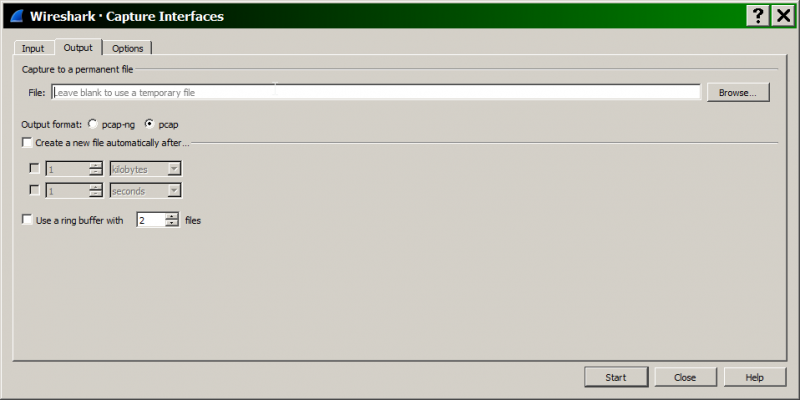 Wireshark · Capture Interfaces
Input Output Options
Capture to a permanent file
File: Leave blank to use a temporary file Browse...
Output format: pcap-ng pcap
Create a new file automatically after...
1 kilobytes
1 seconds
Use a ring buffer with 2 files
Start Close Help